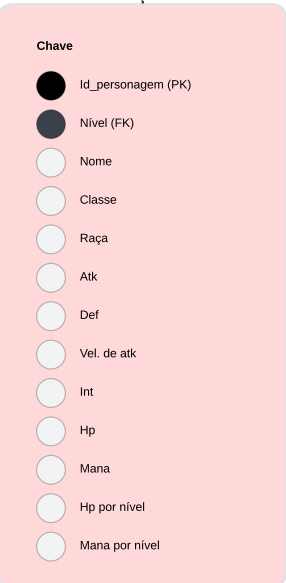 Chave
Id_personagem (PK)
Nível (FK)
Nome
Classe
Raça
Atk
Def
Vel. de atk
Int
Hp
Mana
Hp por nível
Mana por nível